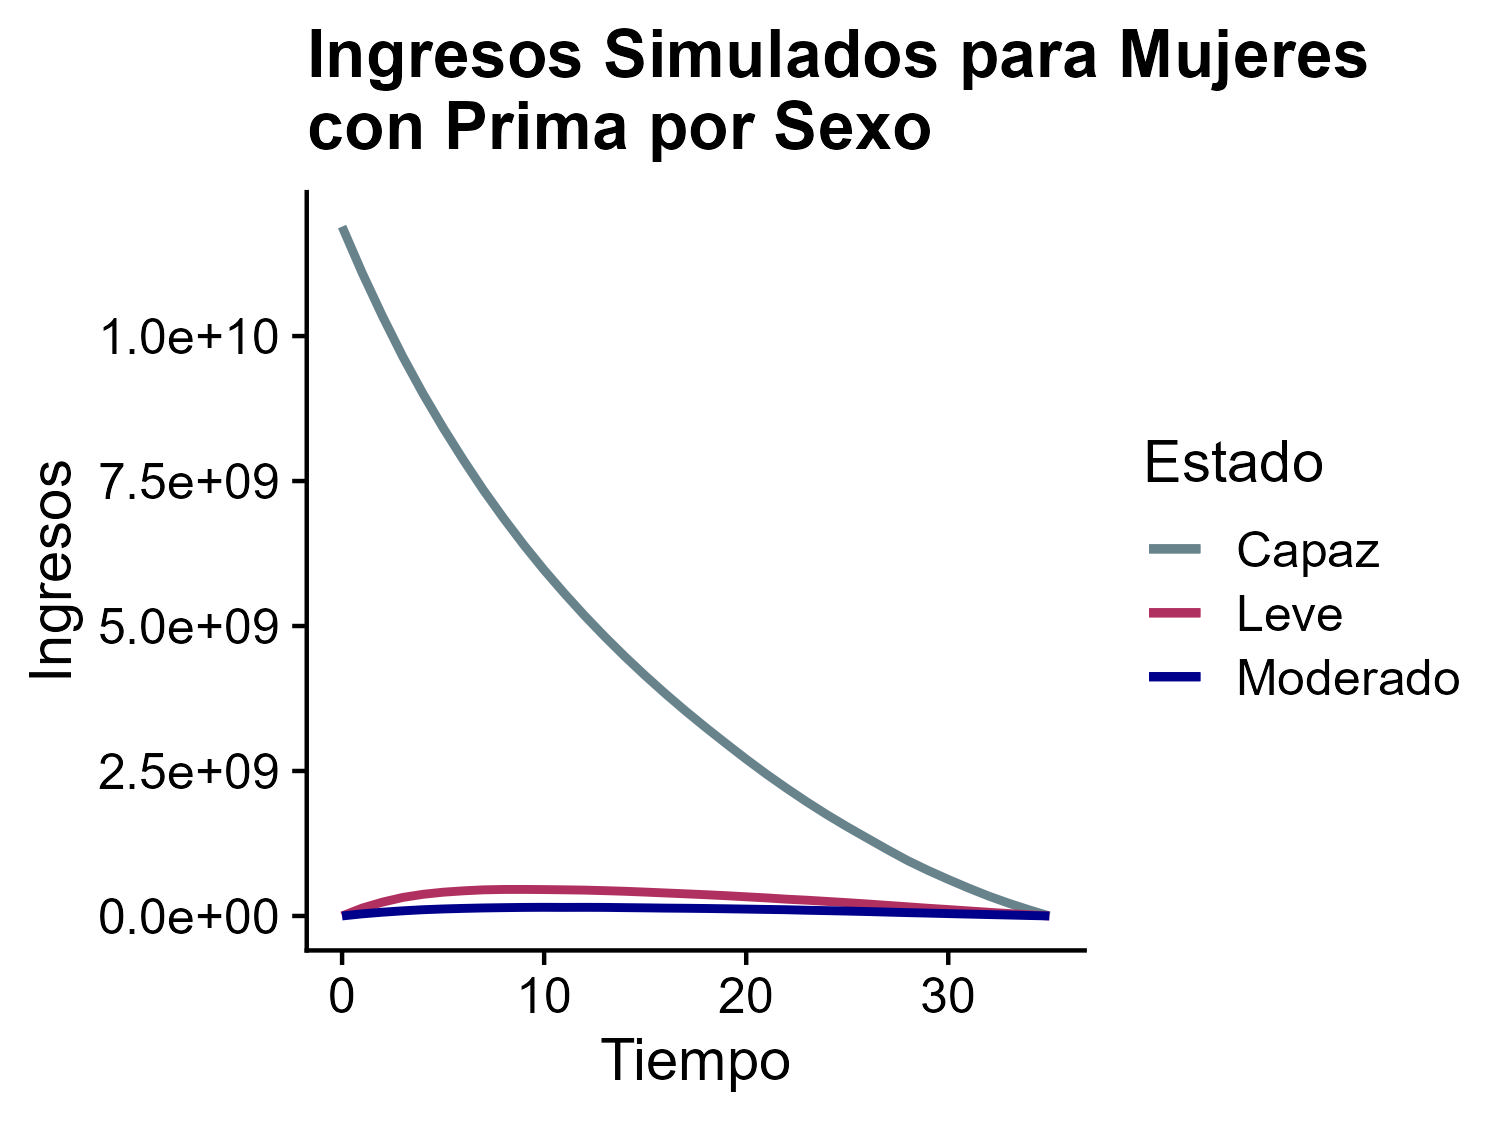 Ingresos Simulados para Mujeres
con Prima por Sexo
Ingresos
1.0e+10
7.5e+09
5.0e+09
2.5e+09
0.0e+00
0 10 20 30
Tiempo
Estado
Capaz
Leve
Moderado